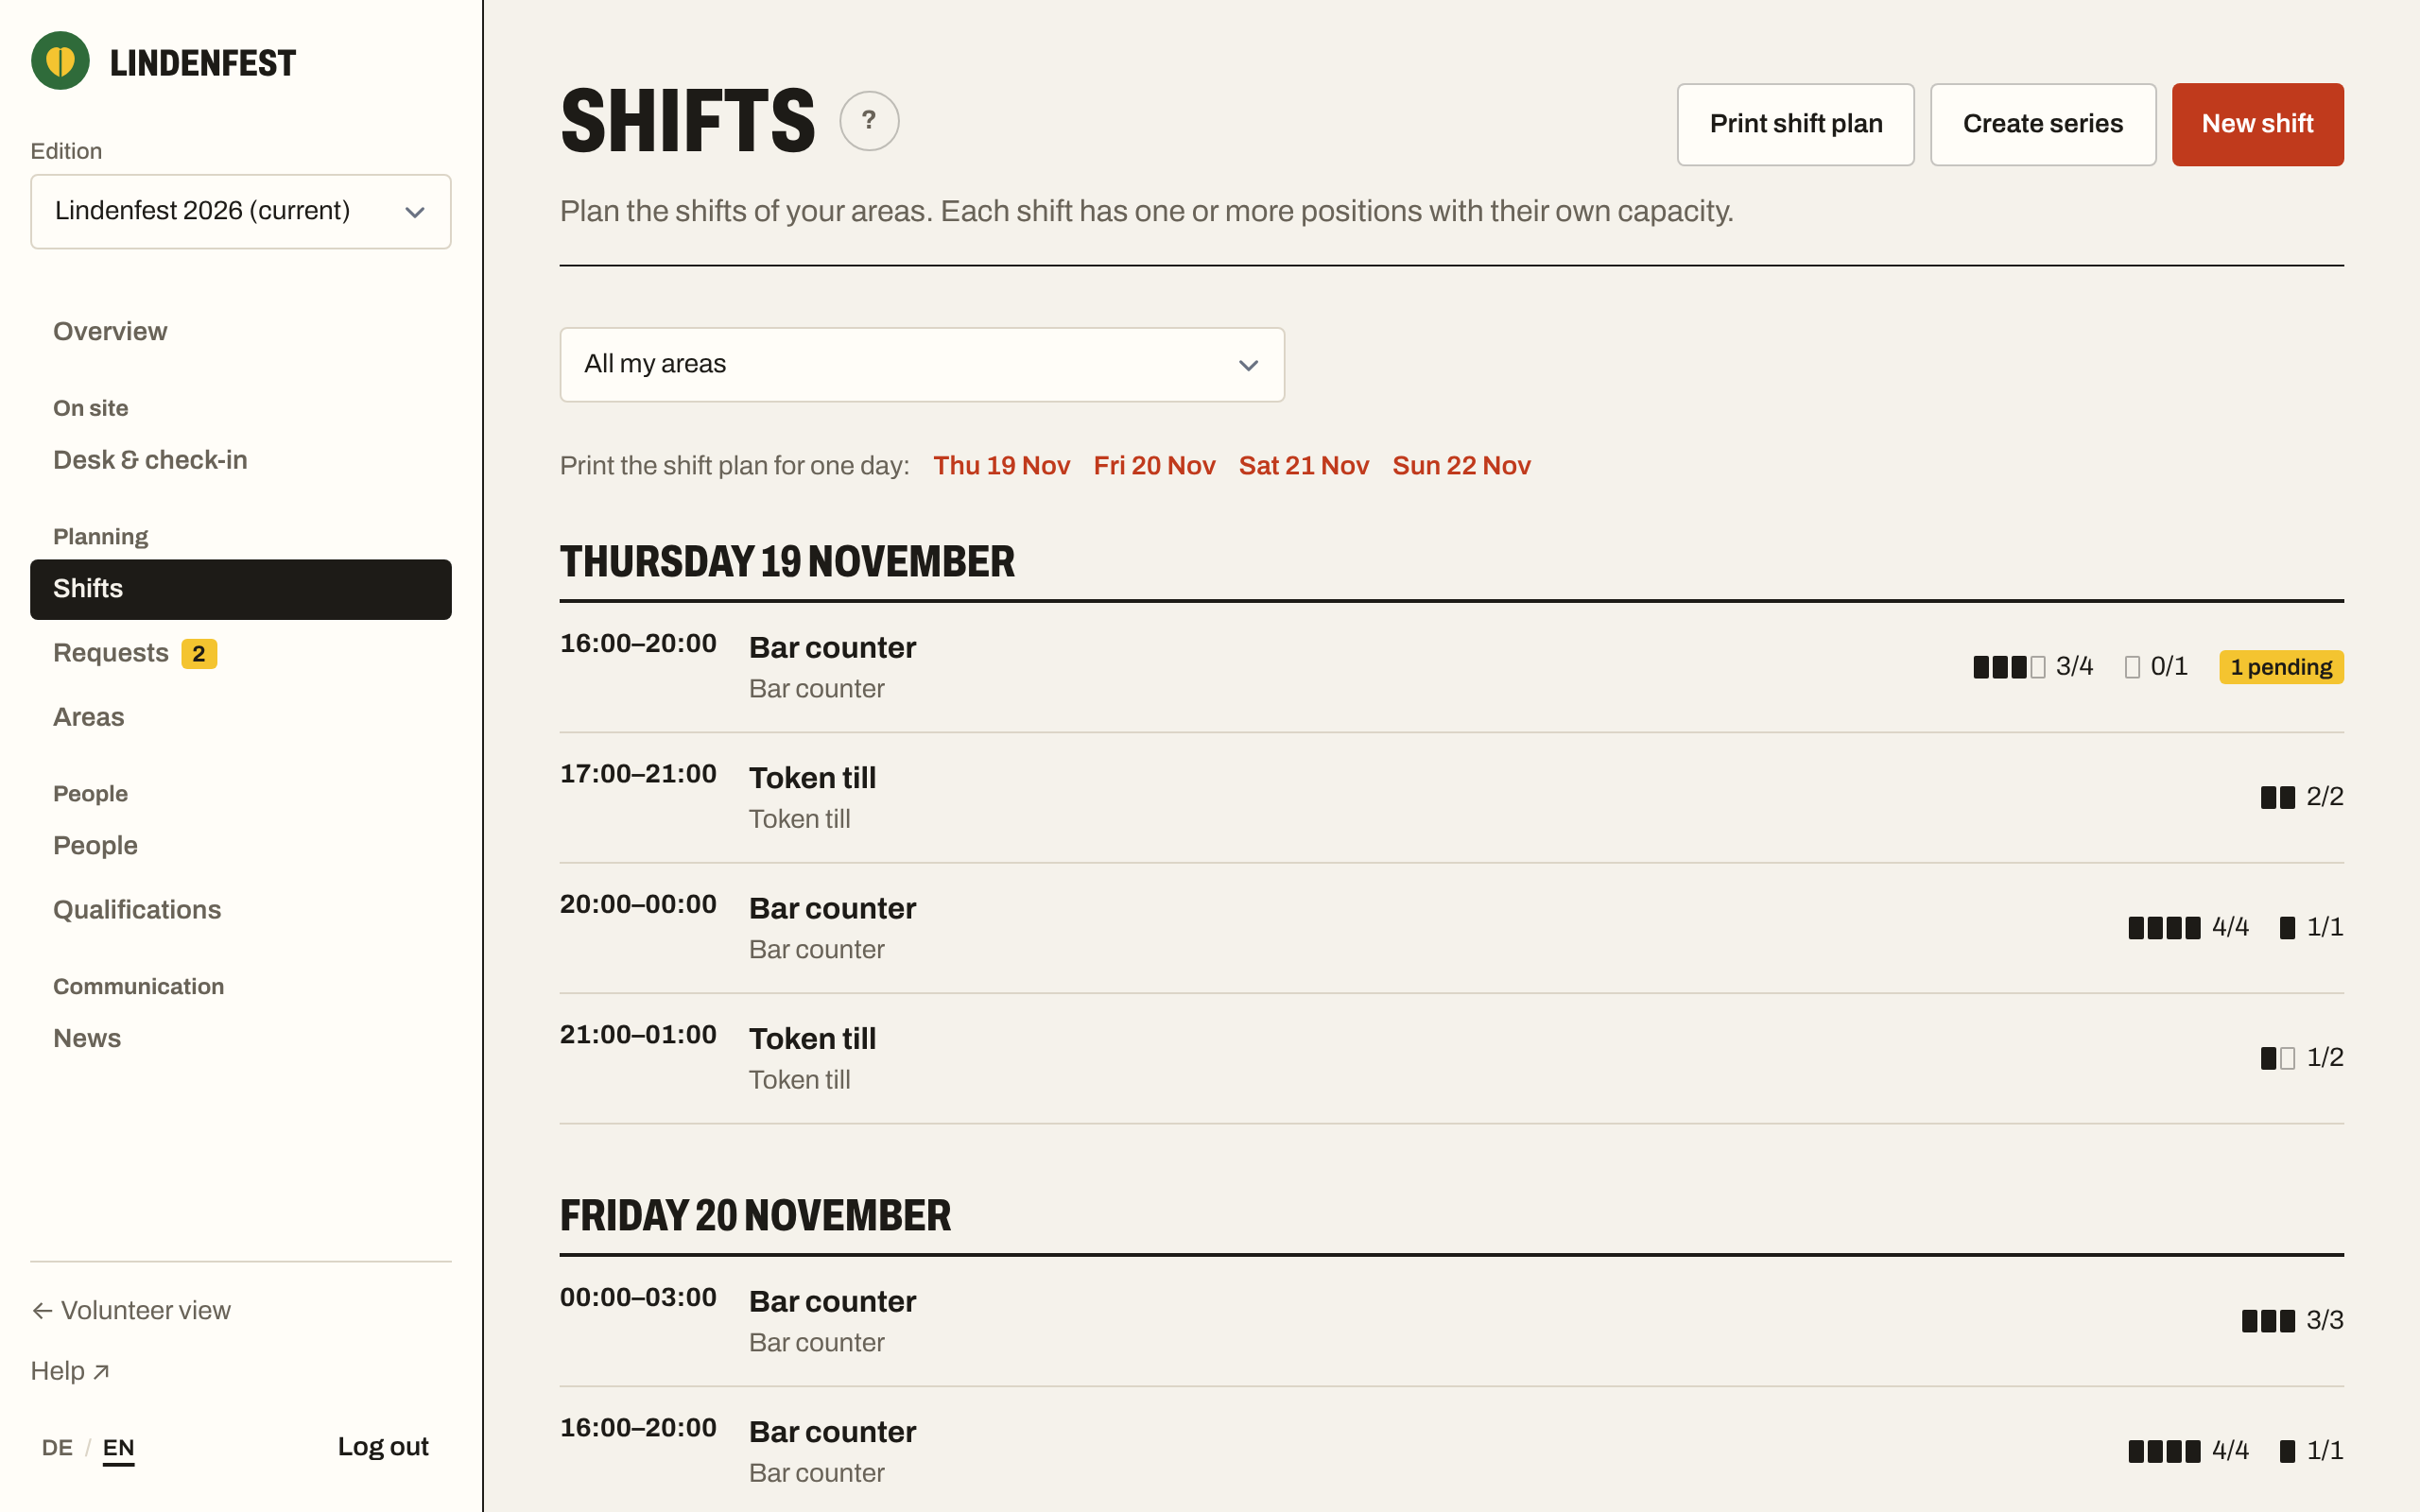 LINDENFEST
Edition
Lindenfest 2026 (current)
Overview
On site
Desk & check-in
Planning
Shifts
Requests 2
Areas
People
People
Qualifications
Communication
News
← Volunteer view
Help ↗
DE / EN
Log out
SHIFTS ?
Print shift plan
Create series
New shift
Plan the shifts of your areas. Each shift has one or more positions with their own capacity.
All my areas
Print the shift plan for one day: Thu 19 Nov Fri 20 Nov Sat 21 Nov Sun 22 Nov
THURSDAY 19 NOVEMBER
16:00–20:00 Bar counter 3/4 0/1 1 pending
Bar counter
17:00–21:00 Token till 2/2
Token till
20:00–00:00 Bar counter 4/4 1/1
Bar counter
21:00–01:00 Token till 1/2
Token till
FRIDAY 20 NOVEMBER
00:00–03:00 Bar counter 3/3
Bar counter
16:00–20:00 Bar counter 4/4 1/1
Bar counter